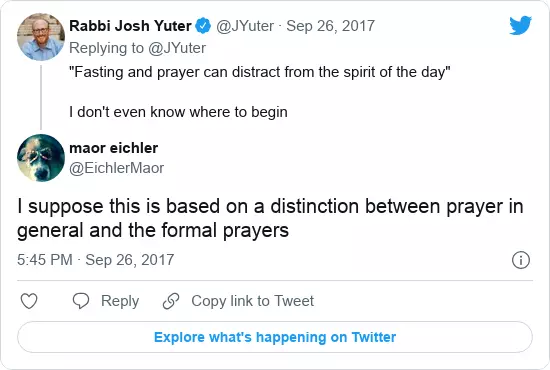 Rabbi Josh Yuter @JYuter · Sep 26, 2017
Replying to @JYuter
"Fasting and prayer can distract from the spirit of the day"
I don't even know where to begin
maor eichler
@EichlerMaor
I suppose this is based on a distinction between prayer in
general and the formal prayers
5:45 PM · Sep 26, 2017
Reply Copy link to Tweet
Explore what's happening on Twitter